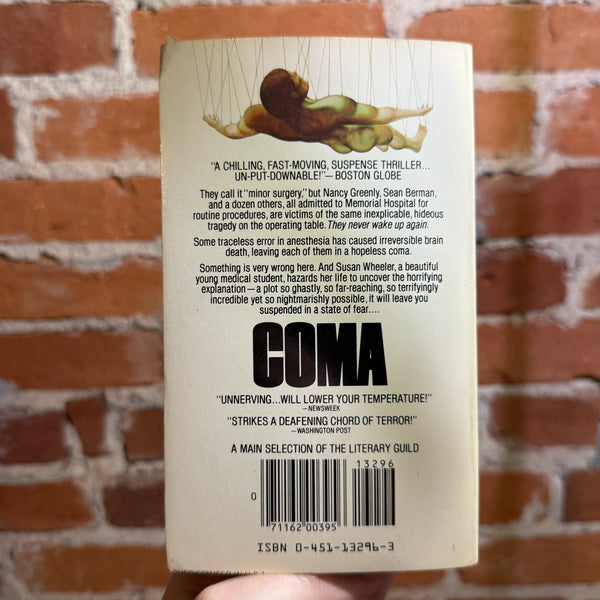 "A CHILLING, FAST-MOVING, SUSPENSE THRILLER...
UN-PUT-DOWNABLE!"—BOSTON GLOBE
They call it "minor surgery," but Nancy Greenly, Sean Berman,
and a dozen others, all admitted to Memorial Hospital for
routine procedures, are victims of the same inexplicable, hideous
tragedy on the operating table. They never wake up again.
Some traceless error in anesthesia has caused irreversible brain
death, leaving each of them in a hopeless coma.
Something is very wrong here. And Susan Wheeler, a beautiful
young medical student, hazards her life to uncover the horrifying
explanation—a plot so ghastly, so far-reaching, so terrifyingly
incredible yet so nightmarishly possible, it will leave you
suspended in a state of fear....
COMA
"UNNERVING...WILL LOWER YOUR TEMPERATURE!"
—NEWSWEEK
"STRIKES A DEAFENING CHORD OF TERROR!"
—WASHINGTON POST
A MAIN SELECTION OF THE LITERARY GUILD
13296
0
71162 00395
ISBN 0-451-13296-3